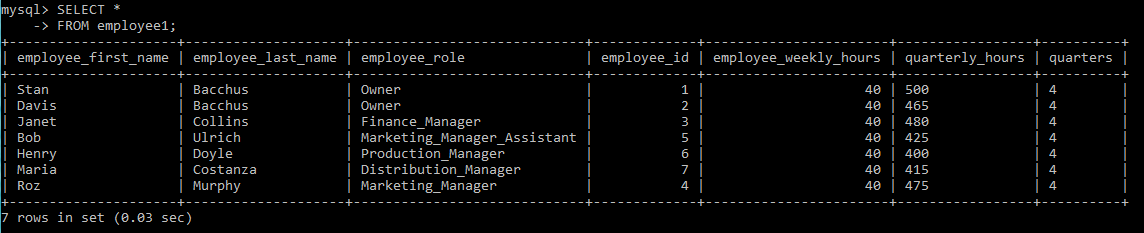 mysql> SELECT *
    -> FROM employee1;
+---------------------+--------------------+----------------------------+-------------+-----------------------+-----------------+----------+
| employee_first_name | employee_last_name | employee_role              | employee_id | employee_weekly_hours | quarterly_hours | quarters |
+---------------------+--------------------+----------------------------+-------------+-----------------------+-----------------+----------+
| Stan                | Bacchus            | Owner                      |           1 |                    40 | 500             | 4        |
| Davis               | Bacchus            | Owner                      |           2 |                    40 | 465             | 4        |
| Janet               | Collins            | Finance_Manager            |           3 |                    40 | 480             | 4        |
| Bob                 | Ulrich             | Marketing_Manager_Assistant |           5 |                    40 | 425             | 4        |
| Henry               | Doyle              | Production_Manager         |           6 |                    40 | 400             | 4        |
| Maria               | Costanza           | Distribution_Manager       |           7 |                    40 | 415             | 4        |
| Roz                 | Murphy             | Marketing_Manager          |           4 |                    40 | 475             | 4        |
+---------------------+--------------------+----------------------------+-------------+-----------------------+-----------------+----------+
7 rows in set (0.03 sec)